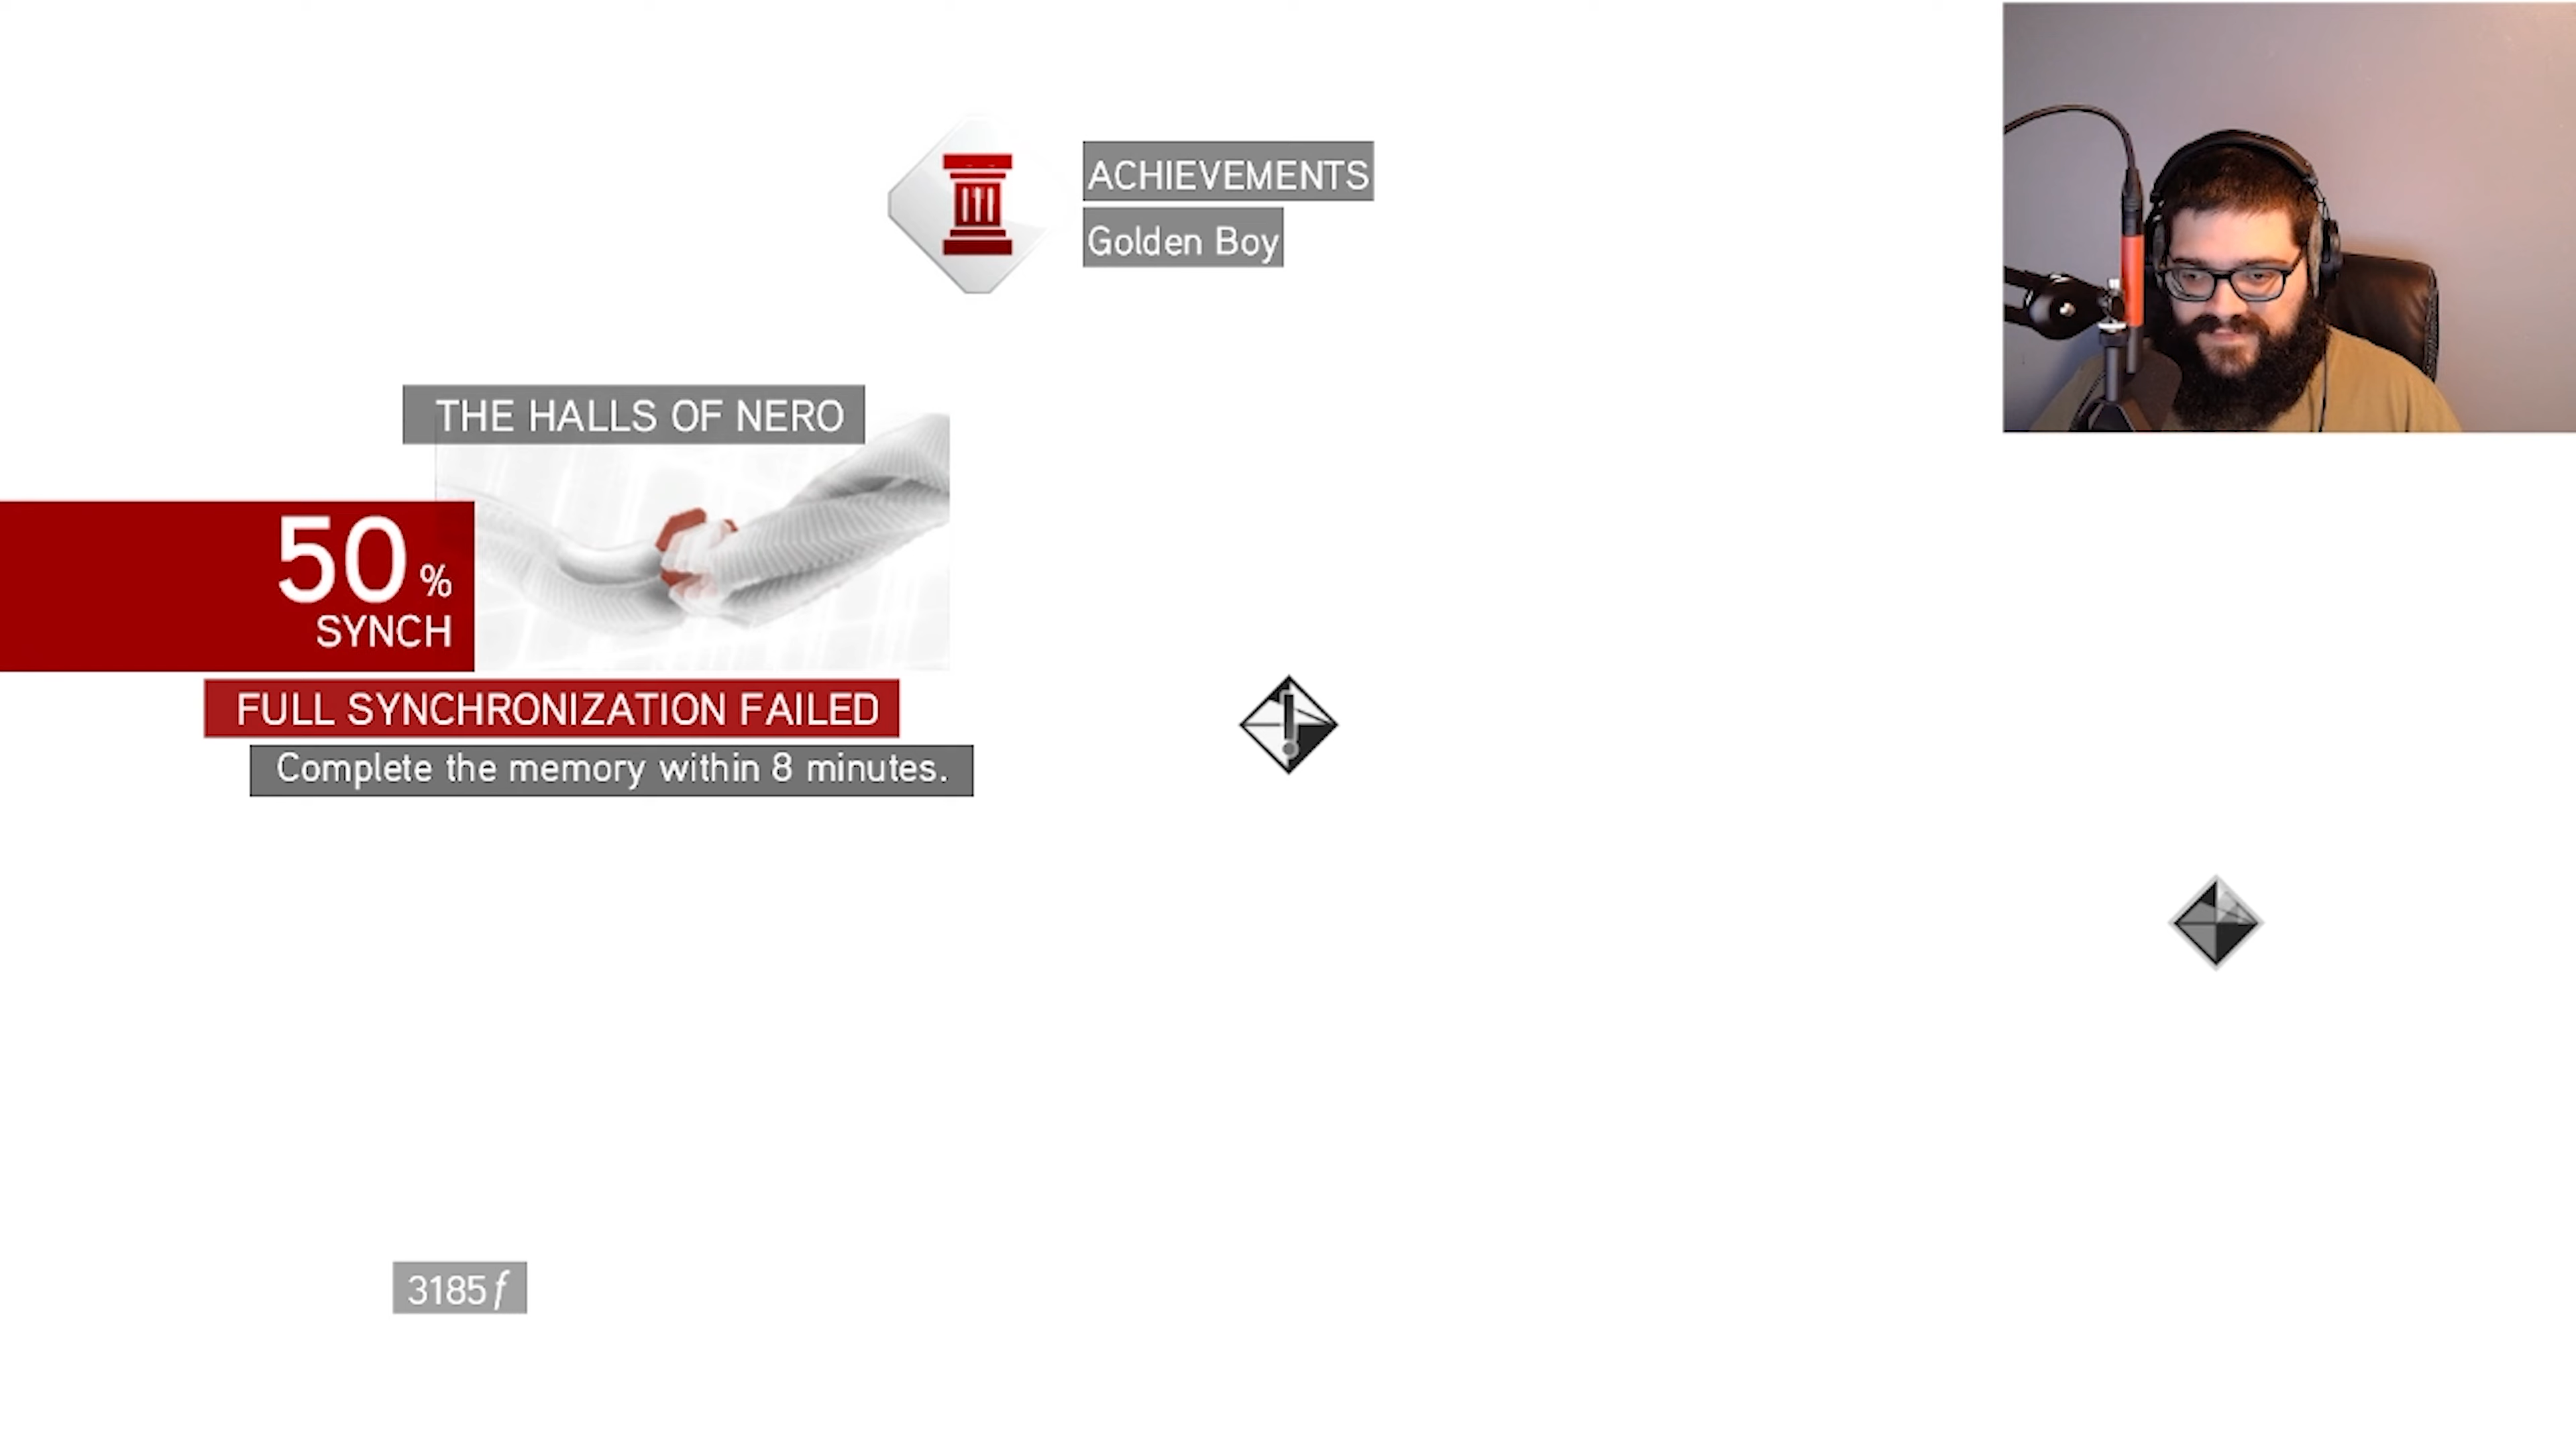 ACHIEVEMENTS
Golden Boy
THE HALLS OF NERO
50 %
SYNCH
FULL SYNCHRONIZATION FAILED
Complete the memory within 8 minutes.
3185 ƒ